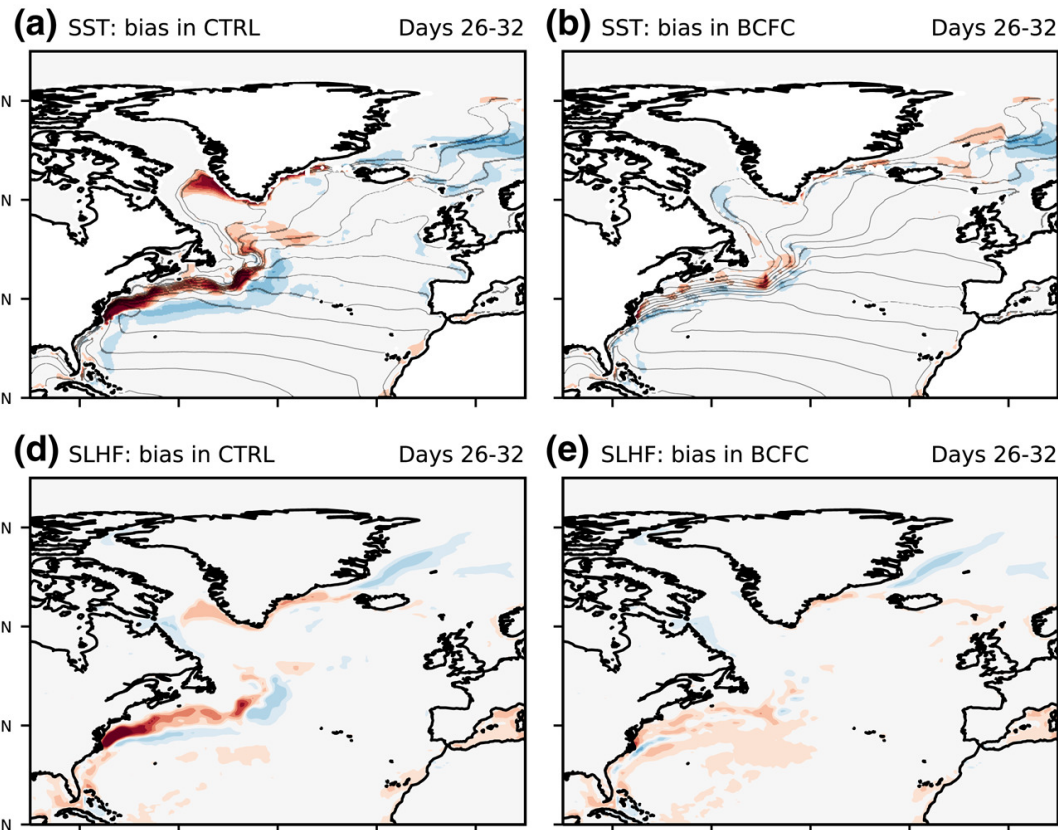 (a) SST: bias in CTRL Days 26-32
(b) SST: bias in BCFC Days 26-32
N
N
N
N
(d) SLHF: bias in CTRL Days 26-32
(e) SLHF: bias in BCFC Days 26-32
N
N
N
N